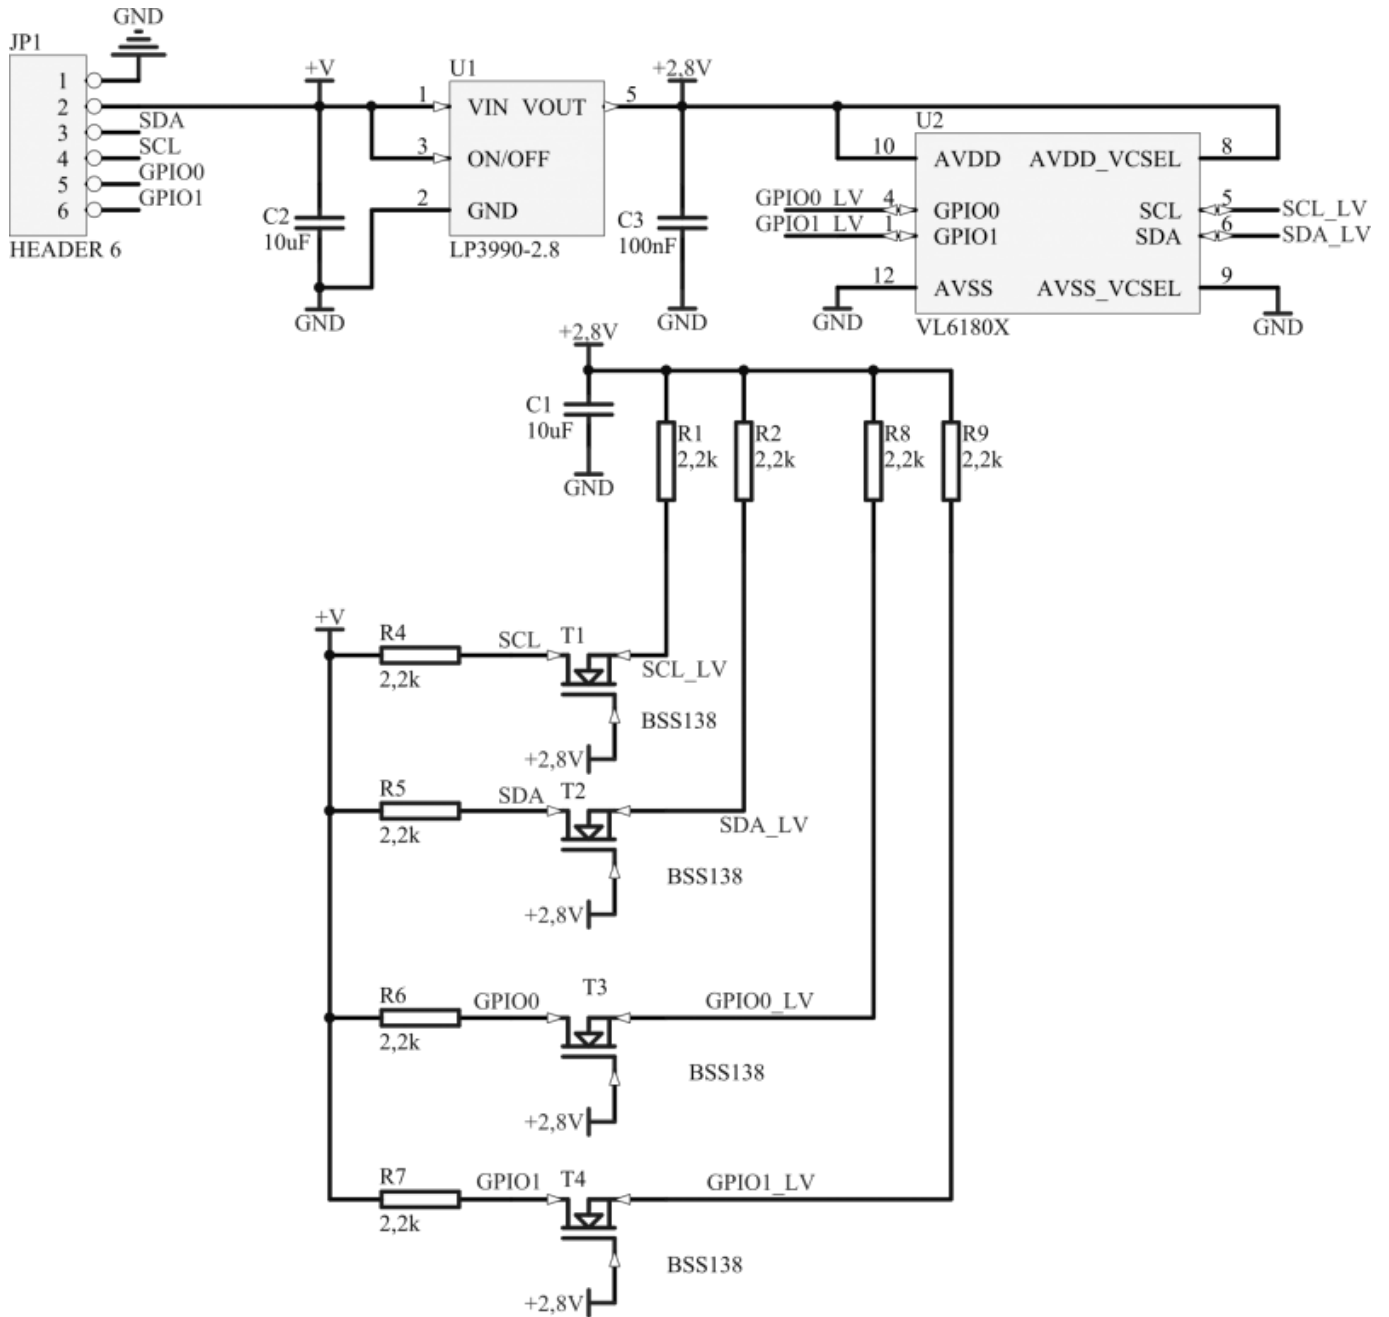 GND
JP1
1
2
3
4
5
6
SDA
SCL
GPIO0
GPIO1
HEADER 6
+V
C2
10uF
GND
U1
1 VIN VOUT 5
3 ON/OFF
2 GND
LP3990-2.8
+2,8V
C3
100nF
GND
U2
10 AVDD AVDD_VCSEL 8
GPIO0_LV 4 GPIO0 SCL 5 SCL_LV
GPIO1_LV 1 GPIO1 SDA 6 SDA_LV
12 AVSS AVSS_VCSEL 9
GND
GND
VL6180X
+2,8V
C1
10uF
GND
R1
2,2k
R2
2,2k
R8
2,2k
R9
2,2k
+V
R4
2,2k
SCL
T1
SCL_LV
BSS138
+2,8V
R5
2,2k
SDA
T2
SDA_LV
BSS138
+2,8V
R6
2,2k
GPIO0
T3
GPIO0_LV
BSS138
+2,8V
R7
2,2k
GPIO1
T4
GPIO1_LV
BSS138
+2,8V